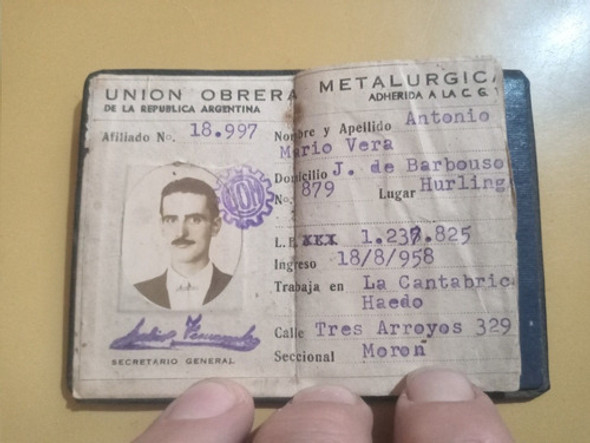 UNION OBRERA METALURGICA
DE LA REPUBLICA ARGENTINA
ADHERIDA A LA C G T
Afiliado No. 18.997
Nombre y Apellido Antonio
Mario Vera
Domicilio J. de Barbouso
No. 879 Lugar Hurling
L.E. XXX 1.239.825
Ingreso 18/8/958
Trabaja en La Cantabric
Haedo
Calle Tres Arroyos 329
Seccional Moron
UOM
SECRETARIO GENERAL